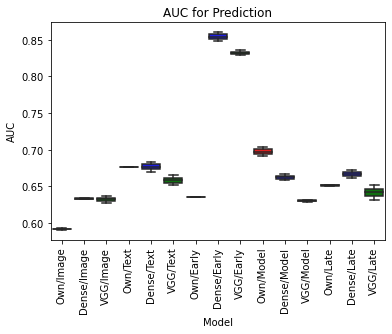 AUC for Prediction
AUC
0.85
0.80
0.75
0.70
0.65
0.60
Own/Image
Dense/Image
VGG/Image
Own/Text
Dense/Text
VGG/Text
Own/Early
Dense/Early
VGG/Early
Own/Model
Dense/Model
VGG/Model
Own/Late
Dense/Late
VGG/Late
Model